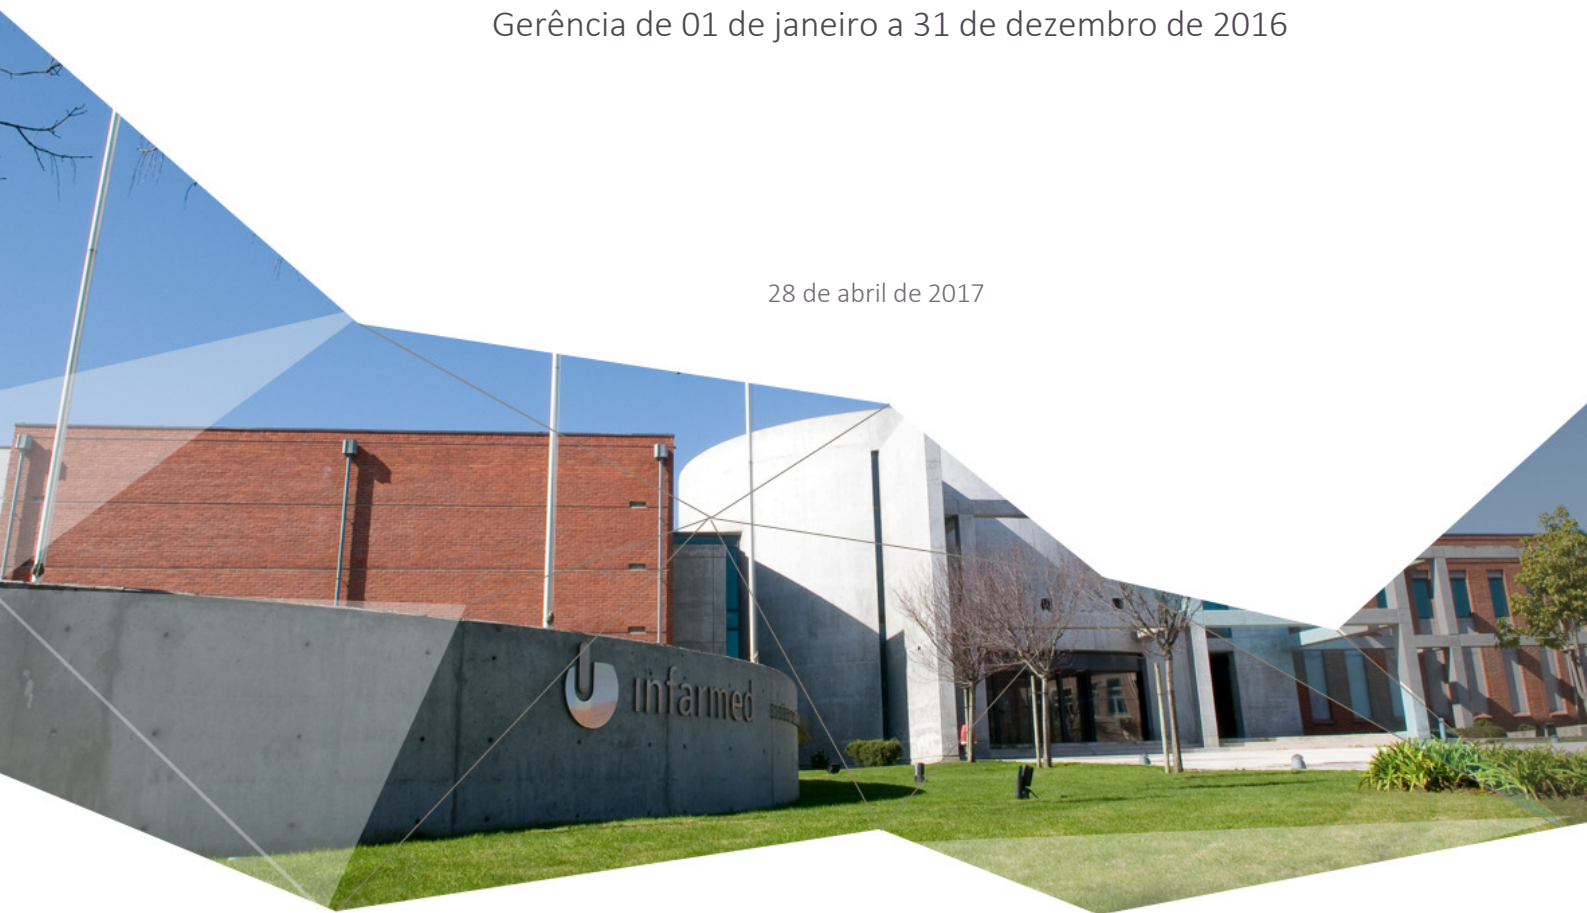 Gerência de 01 de janeiro a 31 de dezembro de 2016
28 de abril de 2017
infarmed